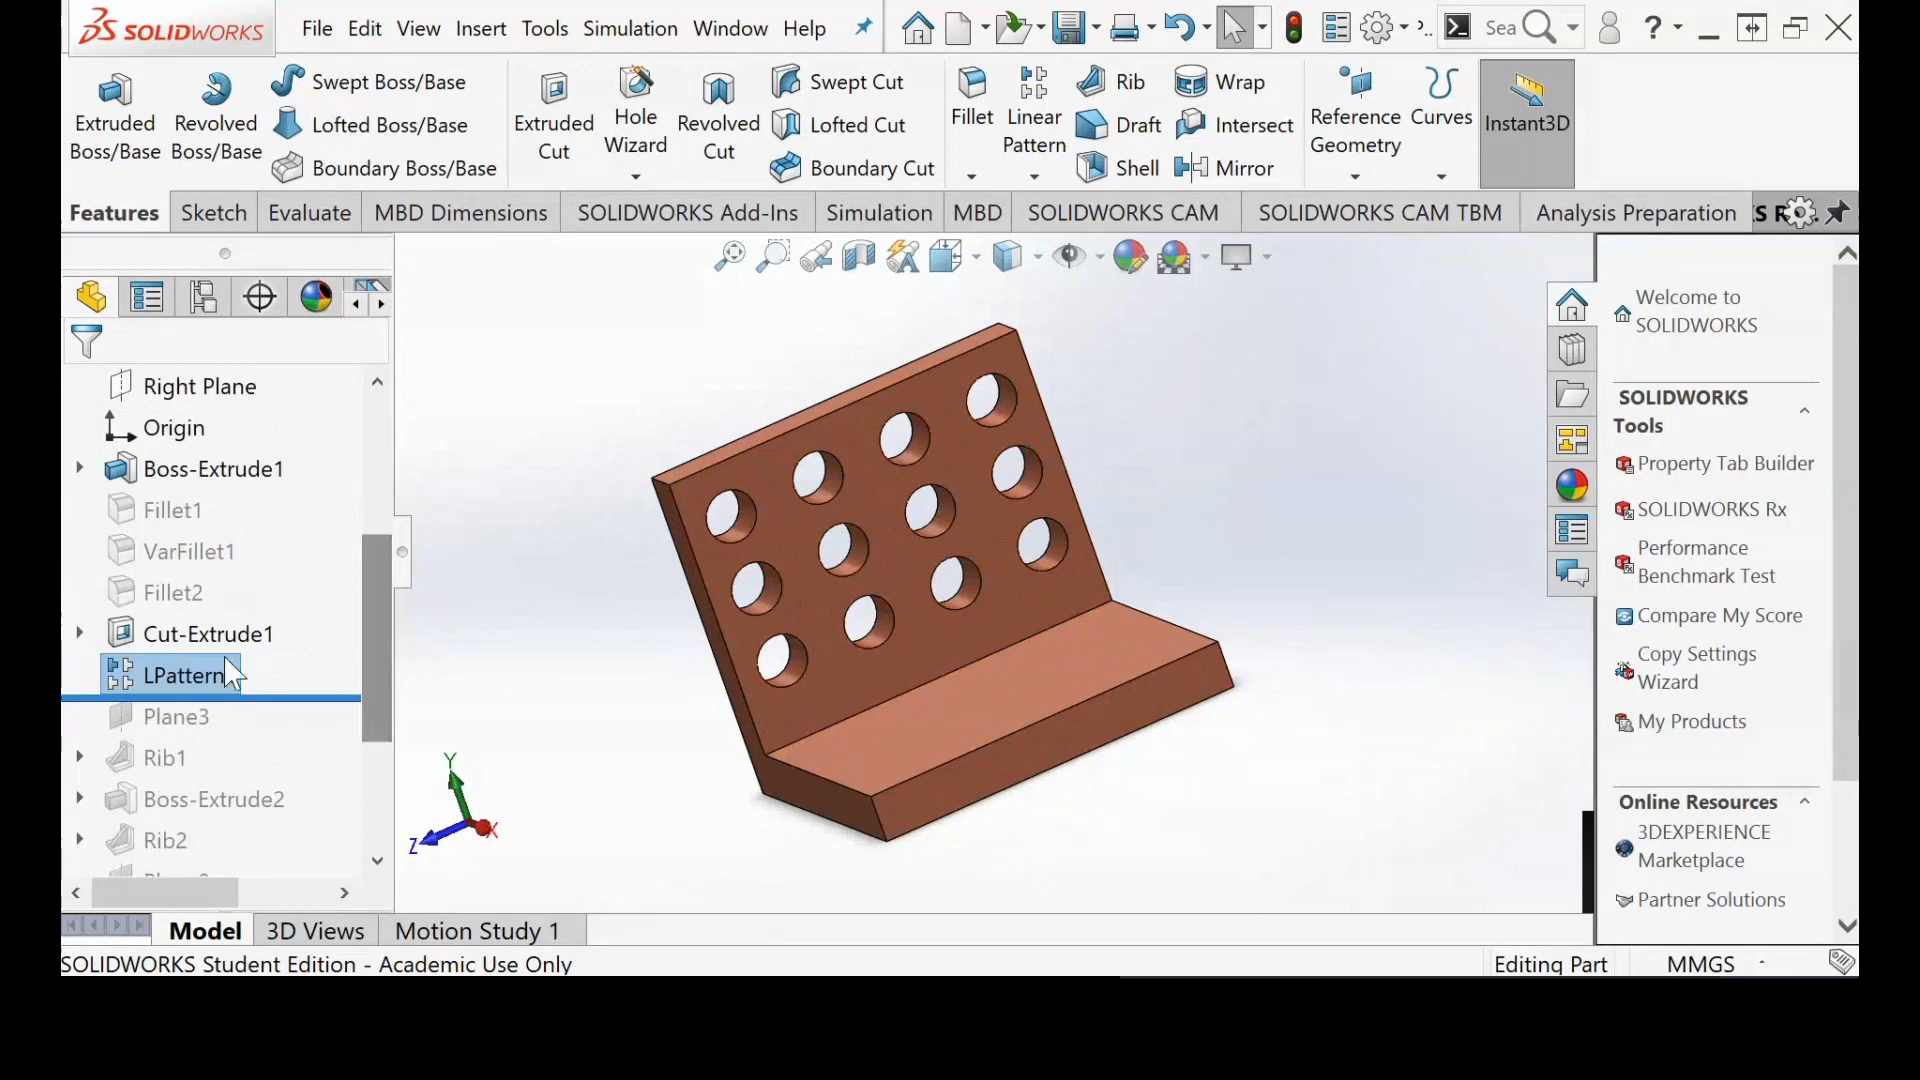 SOLIDWORKS
File Edit View Insert Tools Simulation Window Help
Sea
?
Extruded Boss/Base
Revolved Boss/Base
Swept Boss/Base
Lofted Boss/Base
Boundary Boss/Base
Extruded Cut
Hole Wizard
Revolved Cut
Swept Cut
Lofted Cut
Boundary Cut
Fillet
Linear Pattern
Rib
Draft
Shell
Wrap
Intersect
Mirror
Reference Geometry
Curves
Instant3D
Features Sketch Evaluate MBD Dimensions SOLIDWORKS Add-Ins Simulation MBD SOLIDWORKS CAM SOLIDWORKS CAM TBM Analysis Preparation
Right Plane
Origin
Boss-Extrude1
Fillet1
VarFillet1
Fillet2
Cut-Extrude1
LPattern
Plane3
Rib1
Boss-Extrude2
Rib2
Y
Z
X
Welcome to
SOLIDWORKS
SOLIDWORKS
Tools
Property Tab Builder
SOLIDWORKS Rx
Performance
Benchmark Test
Compare My Score
Copy Settings
Wizard
My Products
Online Resources
3DEXPERIENCE
Marketplace
Partner Solutions
Model 3D Views Motion Study 1
SOLIDWORKS Student Edition - Academic Use Only
Editing Part MMGS